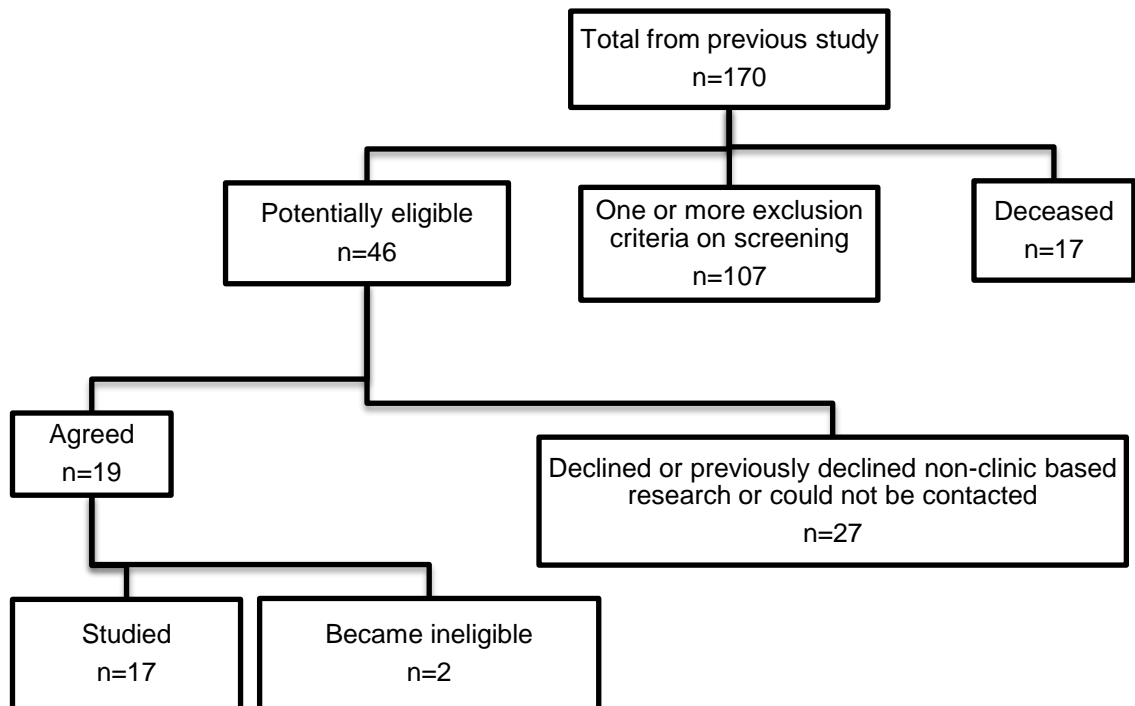 Total from previous study
n=170
Potentially eligible
n=46
One or more exclusion
criteria on screening
n=107
Deceased
n=17
Agreed
n=19
Declined or previously declined non-clinic based
research or could not be contacted
n=27
Studied
n=17
Became ineligible
n=2